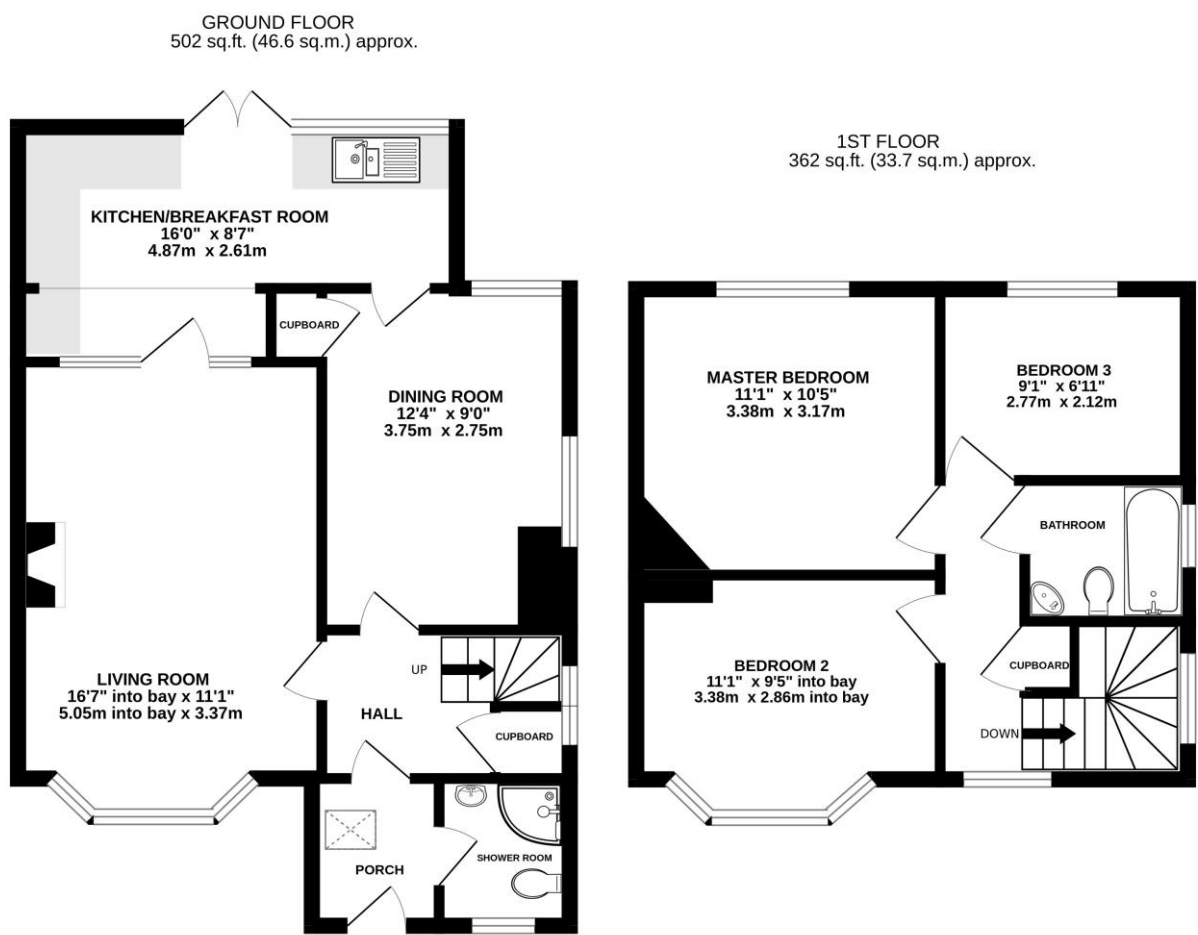 GROUND FLOOR
502 sq.ft. (46.6 sq.m.) approx.
KITCHEN/BREAKFAST ROOM
16'0" x 8'7"
4.87m x 2.61m
CUPBOARD
DINING ROOM
12'4" x 9'0"
3.75m x 2.75m
LIVING ROOM
16'7" into bay x 11'1"
5.05m into bay x 3.37m
UP
HALL
CUPBOARD
PORCH
SHOWER ROOM
1ST FLOOR
362 sq.ft. (33.7 sq.m.) approx.
MASTER BEDROOM
11'1" x 10'5"
3.38m x 3.17m
BEDROOM 3
9'1" x 6'11"
2.77m x 2.12m
BATHROOM
BEDROOM 2
11'1" x 9'5" into bay
3.38m x 2.86m into bay
CUPBOARD
DOWN